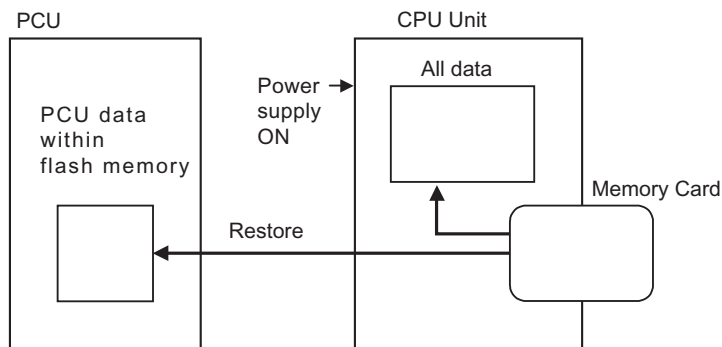 PCU
CPU Unit
All data
Power
supply
ON
PCU data
within
flash memory
Memory Card
Restore